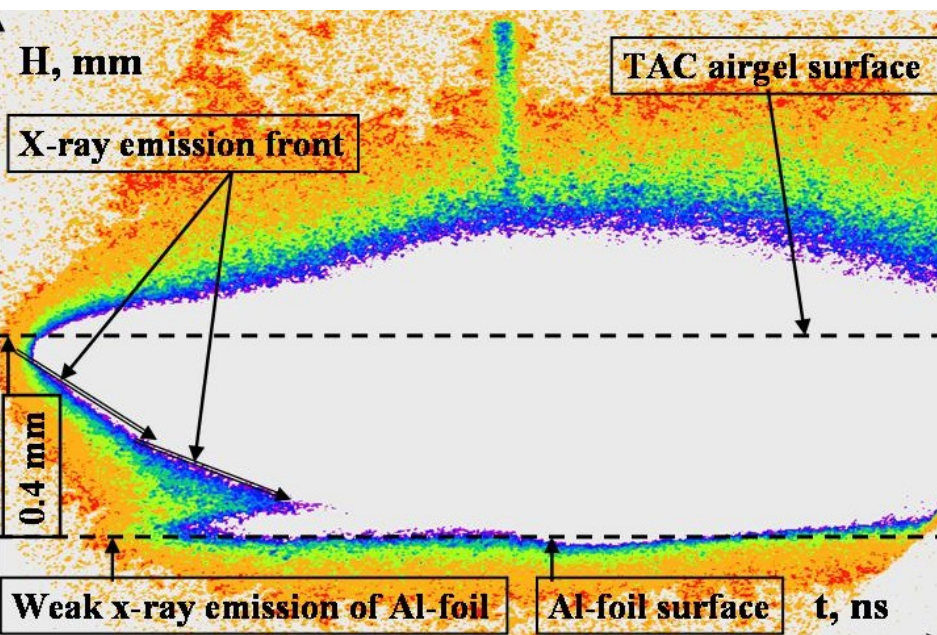 H, mm
TAC airgel surface
X-ray emission front
0.4 mm
Weak x-ray emission of Al-foil
Al-foil surface
t, ns